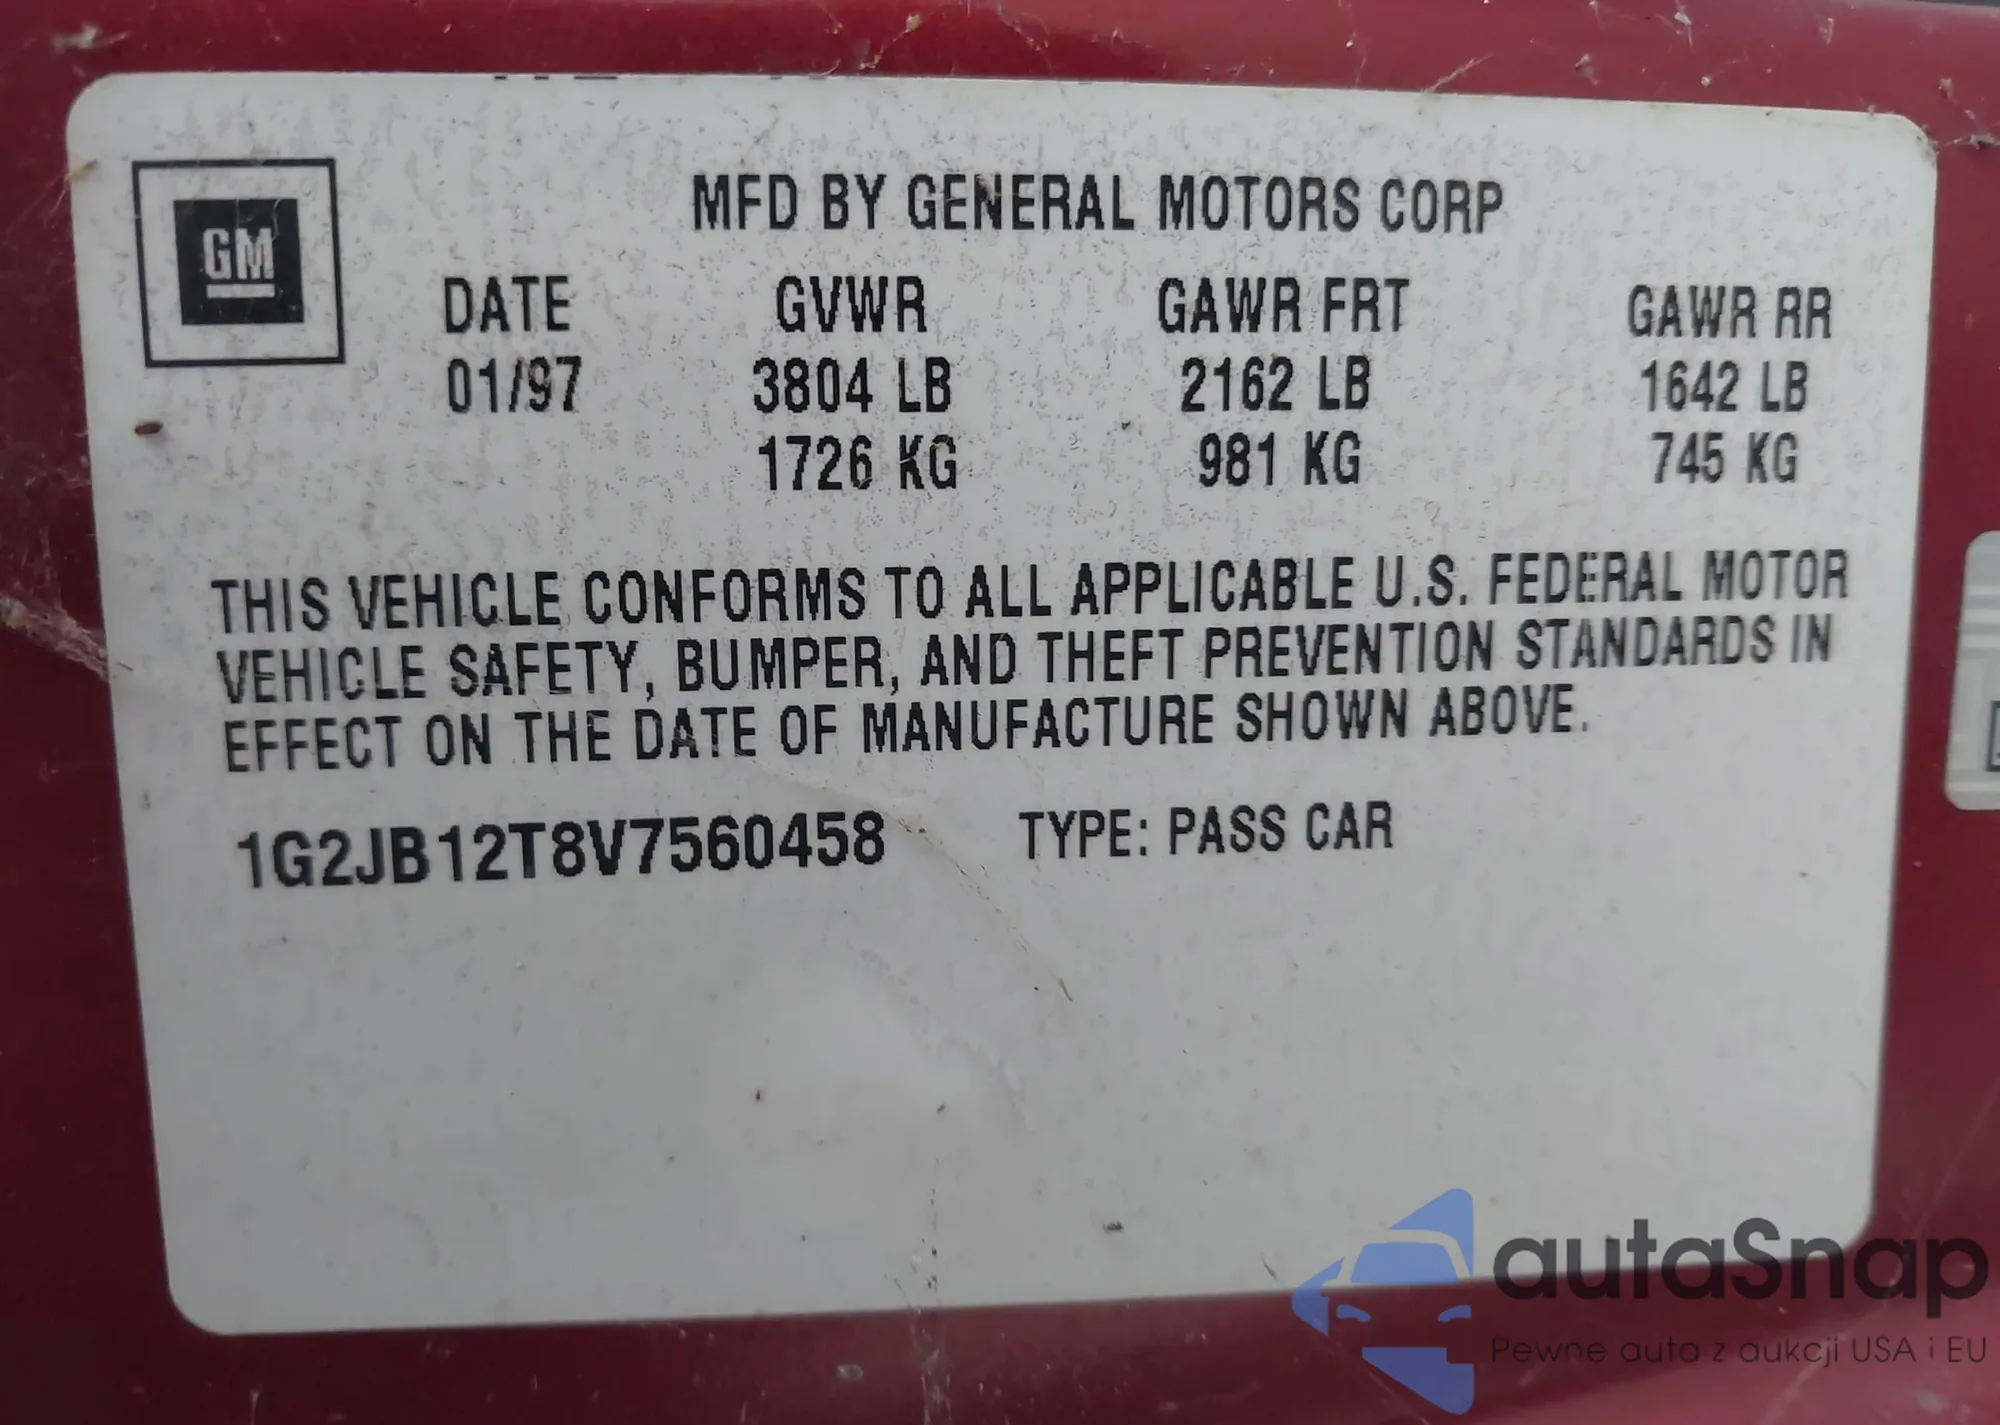 GM
MFD BY GENERAL MOTORS CORP
DATE GVWR GAWR FRT GAWR RR
01/97 3804 LB 2162 LB 1642 LB
1726 KG 981 KG 745 KG
THIS VEHICLE CONFORMS TO ALL APPLICABLE U.S. FEDERAL MOTOR
VEHICLE SAFETY, BUMPER, AND THEFT PREVENTION STANDARDS IN
EFFECT ON THE DATE OF MANUFACTURE SHOWN ABOVE.
1G2JB12T8V7560458 TYPE: PASS CAR
autaSnap
Pewne auta z aukcji USA i EU